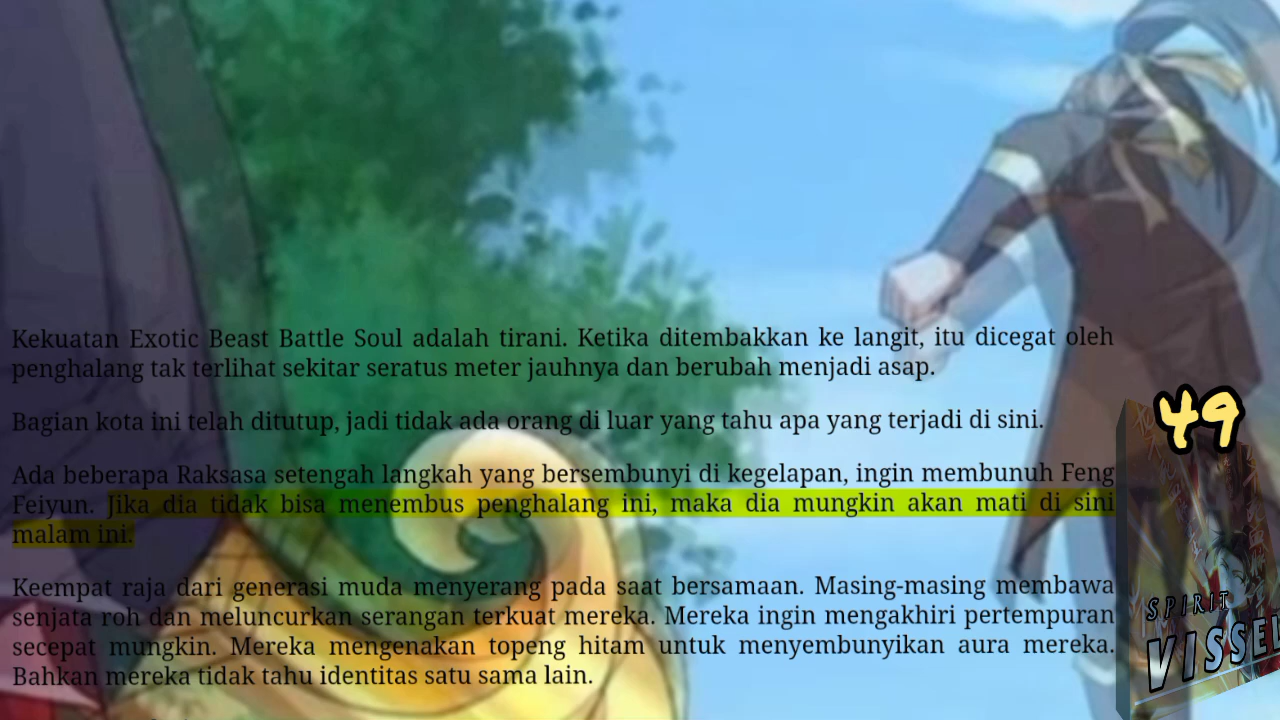 Kekuatan Exotic Beast Battle Soul adalah tirani. Ketika ditembakkan ke langit, itu dicegat oleh
penghalang tak terlihat sekitar seratus meter jauhnya dan berubah menjadi asap.
Bagian kota ini telah ditutup, jadi tidak ada orang di luar yang tahu apa yang terjadi di sini.
Ada beberapa Raksasa setengah langkah yang bersembunyi di kegelapan, ingin membunuh Feng
Feiyun. Jika dia tidak bisa menembus penghalang ini, maka dia mungkin akan mati di sini
malam ini.
Keempat raja dari generasi muda menyerang pada saat bersamaan. Masing-masing membawa
senjata roh dan meluncurkan serangan terkuat mereka. Mereka ingin mengakhiri pertempuran
secepat mungkin. Mereka mengenakan topeng hitam untuk menyembunyikan aura mereka.
Bahkan mereka tidak tahu identitas satu sama lain.
49
SPIRIT
VISSEL